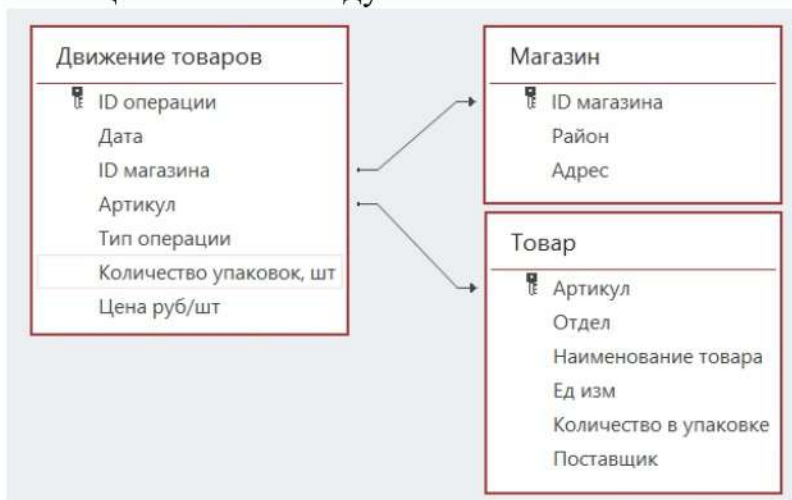 Движение товаров
ID операции
Дата
ID магазина
Артикул
Тип операции
Количество упаковок, шт
Цена руб/шт
Магазин
ID магазина
Район
Адрес
Товар
Артикул
Отдел
Наименование товара
Ед изм
Количество в упаковке
Поставщик